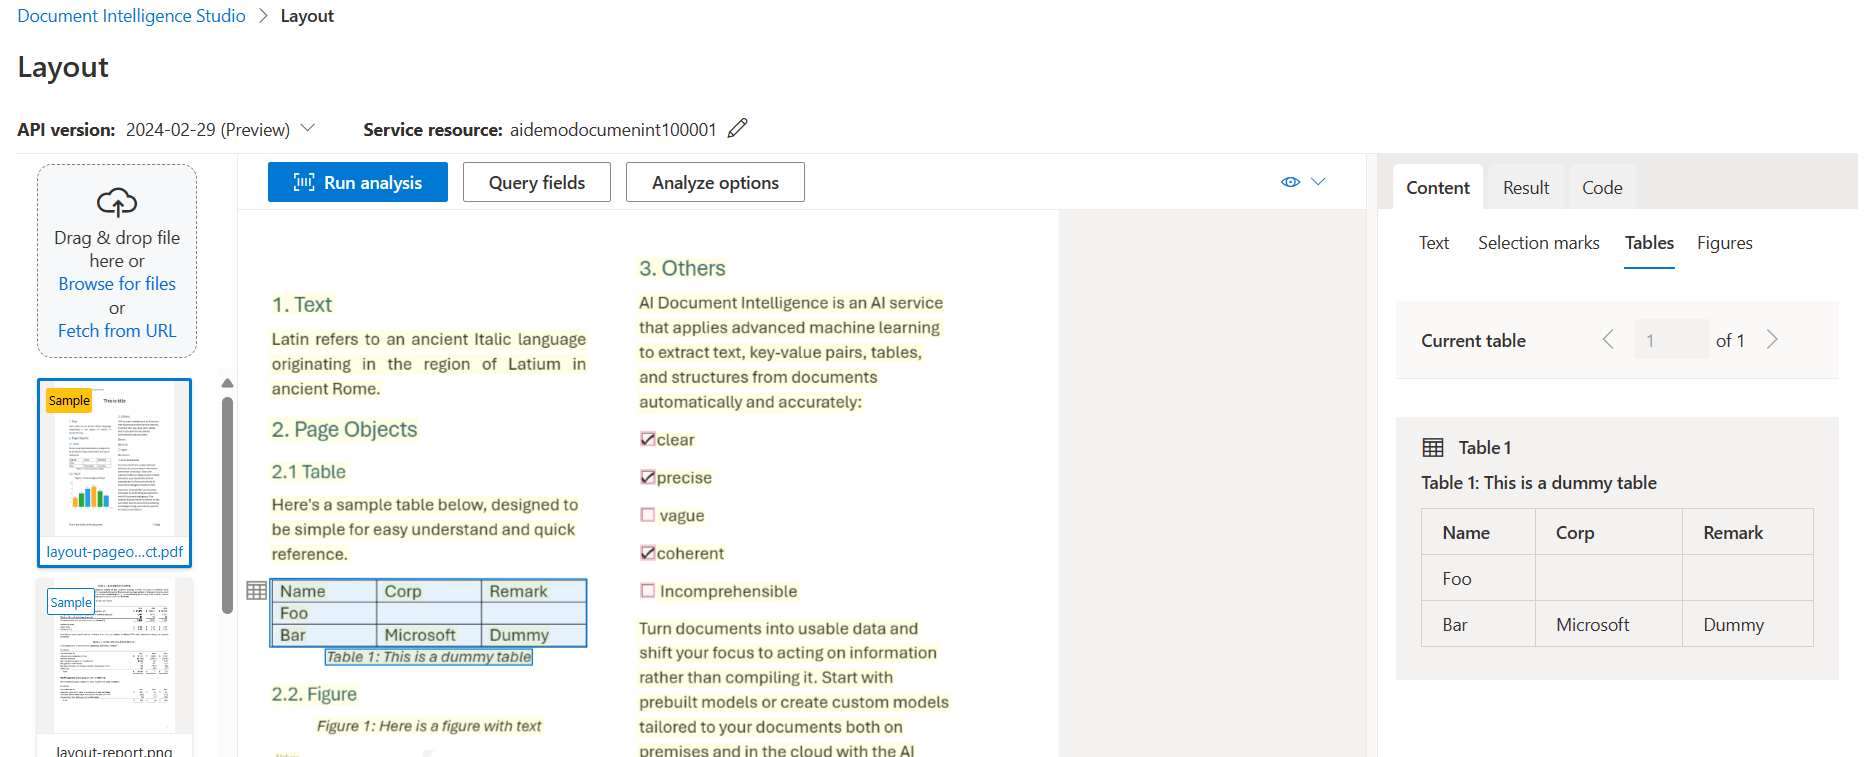 Document Intelligence Studio > Layout
Layout
API version: 2024-02-29 (Preview)
Service resource: aidemodocumenint100001
Drag & drop file
here or
Browse for files
or
Fetch from URL
Sample
This is title
layout-pageo...ct.pdf
Sample
layout-report.png
Run analysis
Query fields
Analyze options
1. Text
Latin refers to an ancient Italic language
originating in the region of Latium in
ancient Rome.
2. Page Objects
2.1 Table
Here's a sample table below, designed to
be simple for easy understand and quick
reference.
Name Corp Remark
Foo
Bar Microsoft Dummy
Table 1: This is a dummy table
2.2. Figure
Figure 1: Here is a figure with text
3. Others
AI Document Intelligence is an AI service
that applies advanced machine learning
to extract text, key-value pairs, tables,
and structures from documents
automatically and accurately:
clear
precise
vague
coherent
Incomprehensible
Turn documents into usable data and
shift your focus to acting on information
rather than compiling it. Start with
prebuilt models or create custom models
tailored to your documents both on
premises and in the cloud with the AI
Content Result Code
Text Selection marks Tables Figures
Current table 1 of 1
Table 1
Table 1: This is a dummy table
Name Corp Remark
Foo
Bar Microsoft Dummy